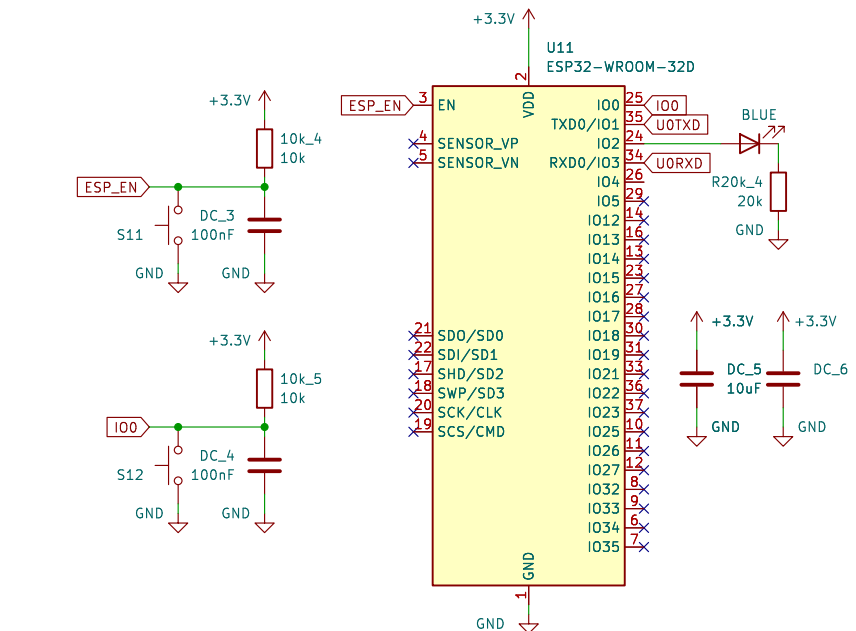 +3.3V
U11
ESP32-WROOM-32D
2
VDD
ESP_EN
3
EN
4
SENSOR_VP
5
SENSOR_VN
21
SDO/SD0
22
SDI/SD1
17
SHD/SD2
18
SWP/SD3
20
SCK/CLK
19
SCS/CMD
IO0
25
IO0
TXD0/IO1
35
U0TXD
IO2
24
RXD0/IO3
34
U0RXD
IO4
26
IO5
29
IO12
14
IO13
16
IO14
13
IO15
23
IO16
27
IO17
28
IO18
30
IO19
31
IO21
33
IO22
36
IO23
37
IO25
10
IO26
11
IO27
12
IO32
8
IO33
9
IO34
6
IO35
7
GND
1
GND
+3.3V
10k_4
10k
ESP_EN
DC_3
S11
100nF
GND
GND
+3.3V
10k_5
10k
IO0
DC_4
S12
100nF
GND
GND
BLUE
R20k_4
20k
GND
+3.3V
DC_5
10uF
GND
+3.3V
DC_6
GND